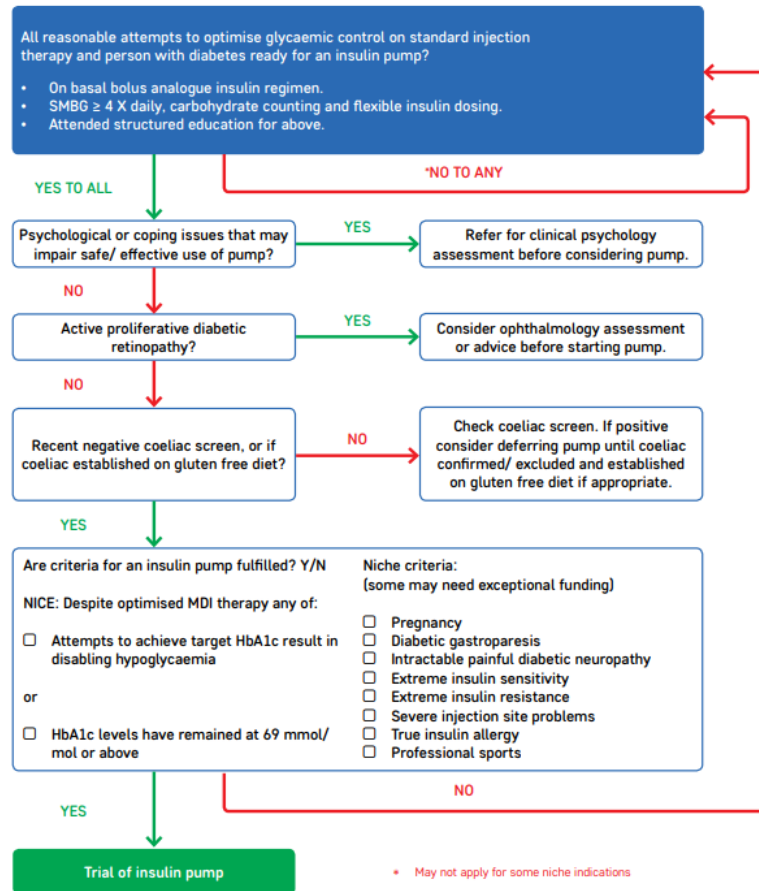 All reasonable attempts to optimise glycaemic control on standard injection
therapy and person with diabetes ready for an insulin pump?
• On basal bolus analogue insulin regimen.
• SMBG ≥ 4 X daily, carbohydrate counting and flexible insulin dosing.
• Attended structured education for above.
*NO TO ANY
YES TO ALL
Psychological or coping issues that may
impair safe/ effective use of pump?
YES
Refer for clinical psychology
assessment before considering pump.
NO
Active proliferative diabetic
retinopathy?
YES
Consider ophthalmology assessment
or advice before starting pump.
NO
Recent negative coeliac screen, or if
coeliac established on gluten free diet?
NO
Check coeliac screen. If positive
consider deferring pump until coeliac
confirmed/ excluded and established
on gluten free diet if appropriate.
YES
Are criteria for an insulin pump fulfilled? Y/N
NICE: Despite optimised MDI therapy any of:
Attempts to achieve target HbA1c result in
disabling hypoglycaemia
or
HbA1c levels have remained at 69 mmol/
mol or above
Niche criteria:
(some may need exceptional funding)
Pregnancy
Diabetic gastroparesis
Intractable painful diabetic neuropathy
Extreme insulin sensitivity
Extreme insulin resistance
Severe injection site problems
True insulin allergy
Professional sports
NO
YES
Trial of insulin pump
* May not apply for some niche indications